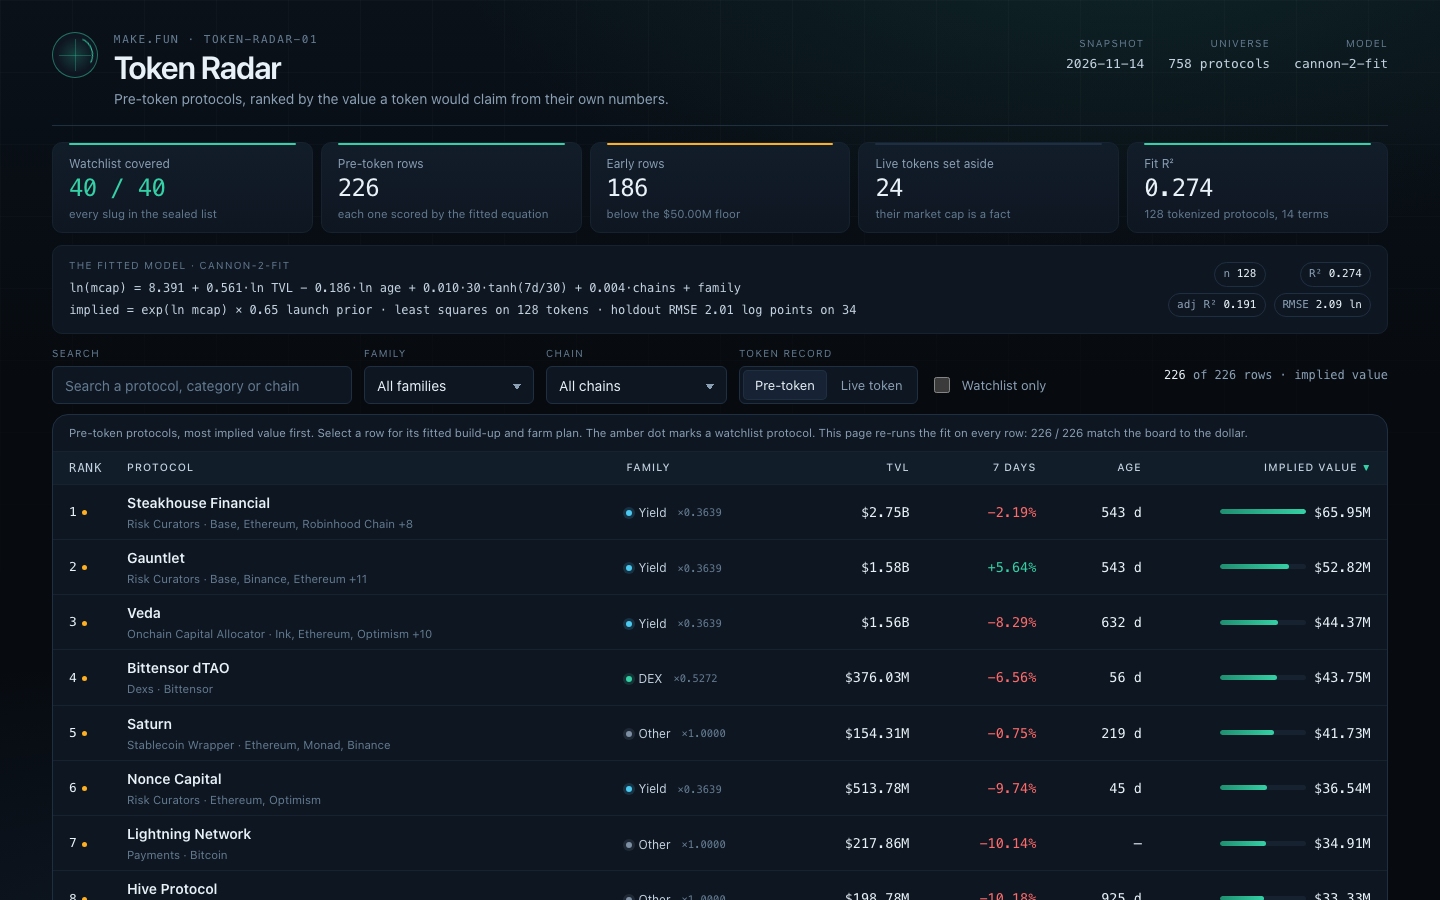 MAKE.FUN · TOKEN-RADAR-01
Token Radar
Pre-token protocols, ranked by the value a token would claim from their own numbers.
SNAPSHOT UNIVERSE MODEL
2026-11-14 758 protocols cannon-2-fit
Watchlist covered
40 / 40
every slug in the sealed list
Pre-token rows
226
each one scored by the fitted equation
Early rows
186
below the $50.00M floor
Live tokens set aside
24
their market cap is a fact
Fit R²
0.274
128 tokenized protocols, 14 terms
THE FITTED MODEL · CANNON-2-FIT
ln(mcap) = 8.391 + 0.561·ln TVL − 0.186·ln age + 0.010·30·tanh(7d/30) + 0.004·chains + family
implied = exp(ln mcap) × 0.65 launch prior · least squares on 128 tokens · holdout RMSE 2.01 log points on 34
n 128 R² 0.274
adj R² 0.191 RMSE 2.09 ln
SEARCH FAMILY CHAIN TOKEN RECORD
Search a protocol, category or chain All families All chains Pre-token Live token Watchlist only 226 of 226 rows · implied value
Pre-token protocols, most implied value first. Select a row for its fitted build-up and farm plan. The amber dot marks a watchlist protocol. This page re-runs the fit on every row: 226 / 226 match the board to the dollar.
RANK PROTOCOL FAMILY TVL 7 DAYS AGE IMPLIED VALUE ▼
1 Steakhouse Financial Yield ×0.3639 $2.75B −2.19% 543 d $65.95M
Risk Curators · Base, Ethereum, Robinhood Chain +8
2 Gauntlet Yield ×0.3639 $1.58B +5.64% 543 d $52.82M
Risk Curators · Base, Binance, Ethereum +11
3 Veda Yield ×0.3639 $1.56B −8.29% 632 d $44.37M
Onchain Capital Allocator · Ink, Ethereum, Optimism +10
4 Bittensor dTAO DEX ×0.5272 $376.03M −6.56% 56 d $43.75M
Dexs · Bittensor
5 Saturn Other ×1.0000 $154.31M −0.75% 219 d $41.73M
Stablecoin Wrapper · Ethereum, Monad, Binance
6 Nonce Capital Yield ×0.3639 $513.78M −9.74% 45 d $36.54M
Risk Curators · Ethereum, Optimism
7 Lightning Network Other ×1.0000 $217.86M −10.14% — $34.91M
Payments · Bitcoin
8 Hive Protocol Other ×1.0000 $198.78M −10.18% 925 d $33.33M